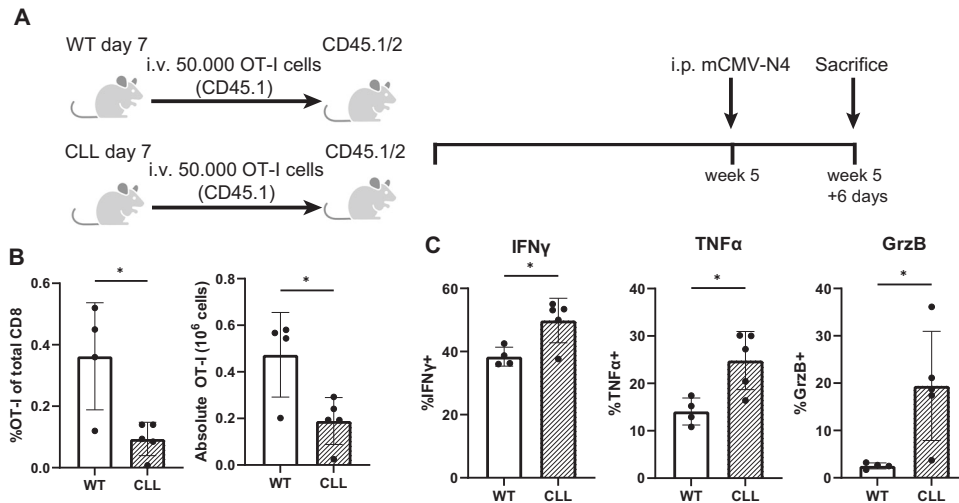 A
WT day 7
CD45.1/2
i.v. 50.000 OT-I cells
(CD45.1)
CLL day 7
CD45.1/2
i.v. 50.000 OT-I cells
(CD45.1)
i.p. mCMV-N4
Sacrifice
week 5
week 5
+6 days
B
%OT-I of total CD8
0.6
0.4
0.2
0.0
*
WT
CLL
Absolute OT-I (10⁶ cells)
0.8
0.6
0.4
0.2
0.0
*
WT
CLL
C
IFNγ
%IFNγ+
60
40
20
0
*
WT
CLL
TNFα
%TNFα+
40
30
20
10
0
*
WT
CLL
GrzB
%GrzB+
40
30
20
10
0
*
WT
CLL